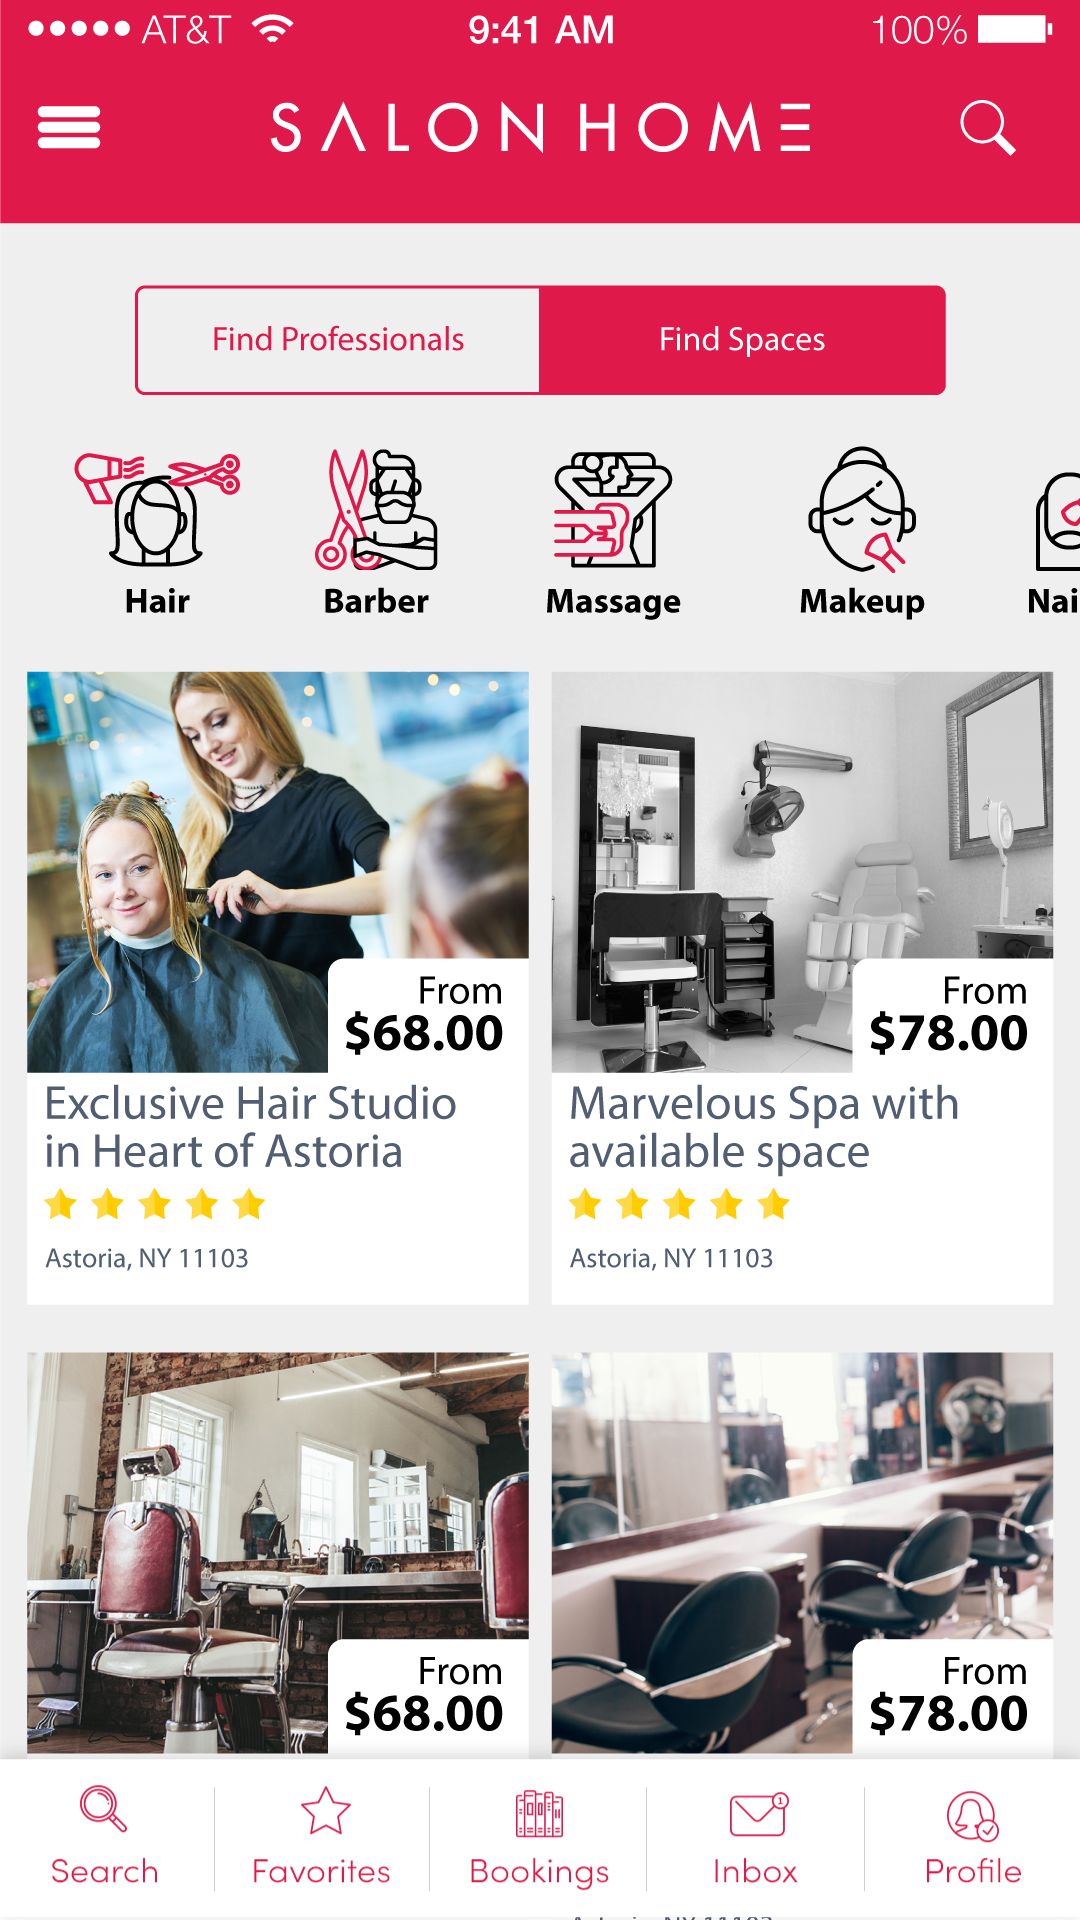 AT&T 9:41 AM 100%
SALONHOME
Find Professionals
Find Spaces
Hair
Barber
Massage
Makeup
Nai
From
$68.00
Exclusive Hair Studio
in Heart of Astoria
Astoria, NY 11103
From
$78.00
Marvelous Spa with
available space
Astoria, NY 11103
From
$68.00
From
$78.00
1
Search
Favorites
Bookings
Inbox
Profile